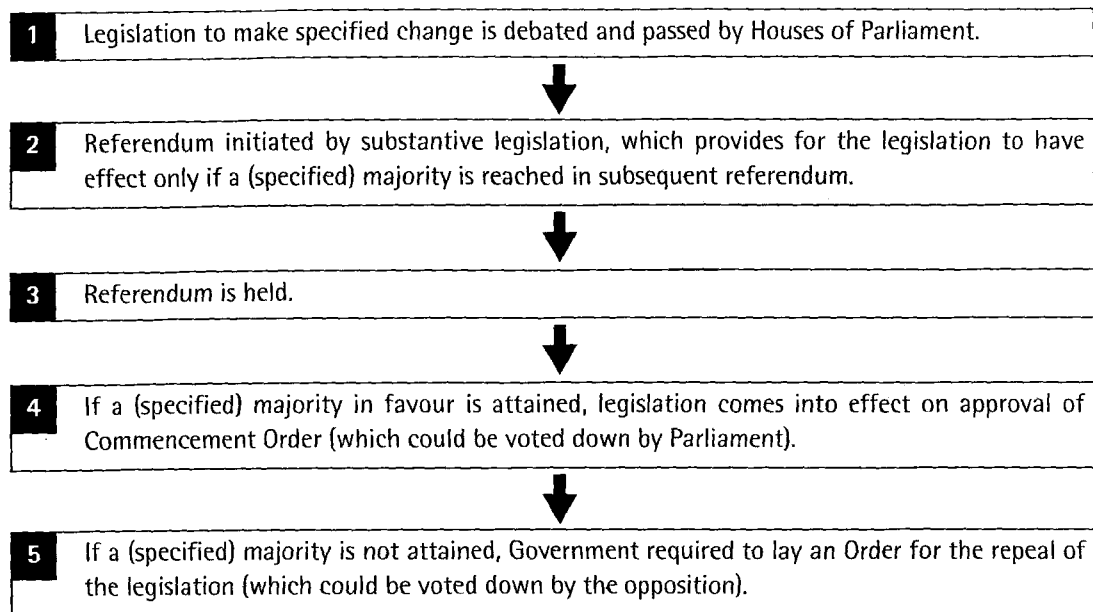 1 Legislation to make specified change is debated and passed by Houses of Parliament.
2 Referendum initiated by substantive legislation, which provides for the legislation to have
effect only if a (specified) majority is reached in subsequent referendum.
3 Referendum is held.
4 If a (specified) majority in favour is attained, legislation comes into effect on approval of
Commencement Order (which could be voted down by Parliament).
5 If a (specified) majority is not attained, Government required to lay an Order for the repeal of
the legislation (which could be voted down by the opposition).